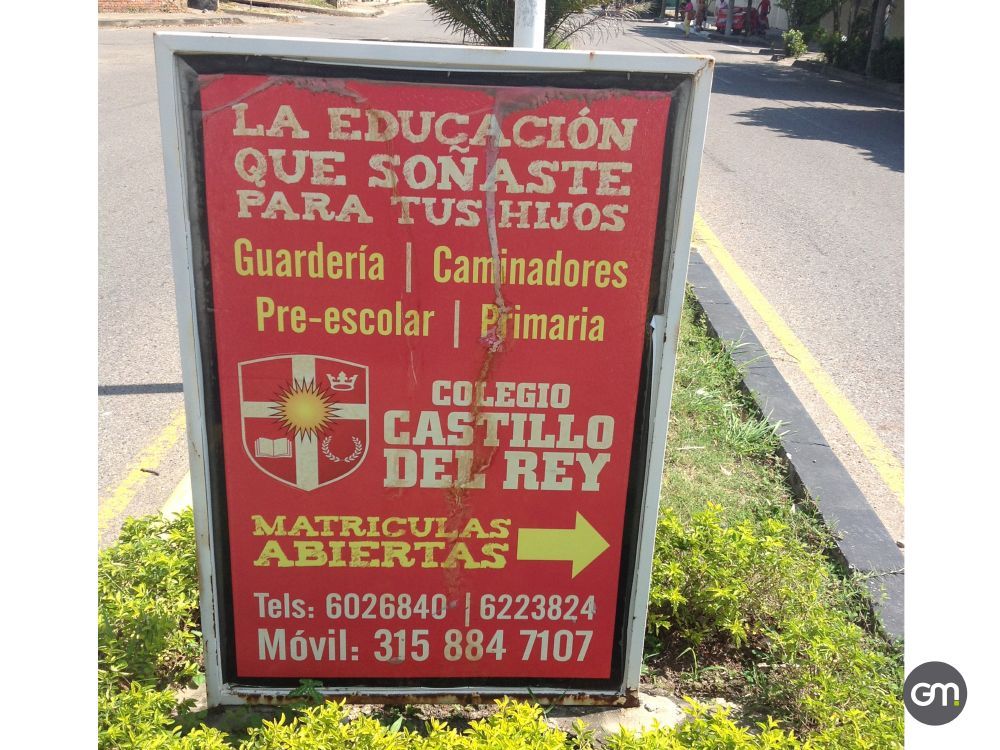 LA EDUCACIÓN
QUE SOÑASTE
PARA TUS HIJOS
Guardería | Caminadores
Pre-escolar | Primaria
COLEGIO
CASTILLO
DEL REY
MATRICULAS
ABIERTAS
Tels: 6026840 | 6223824
Móvil: 315 884 7107
GM.